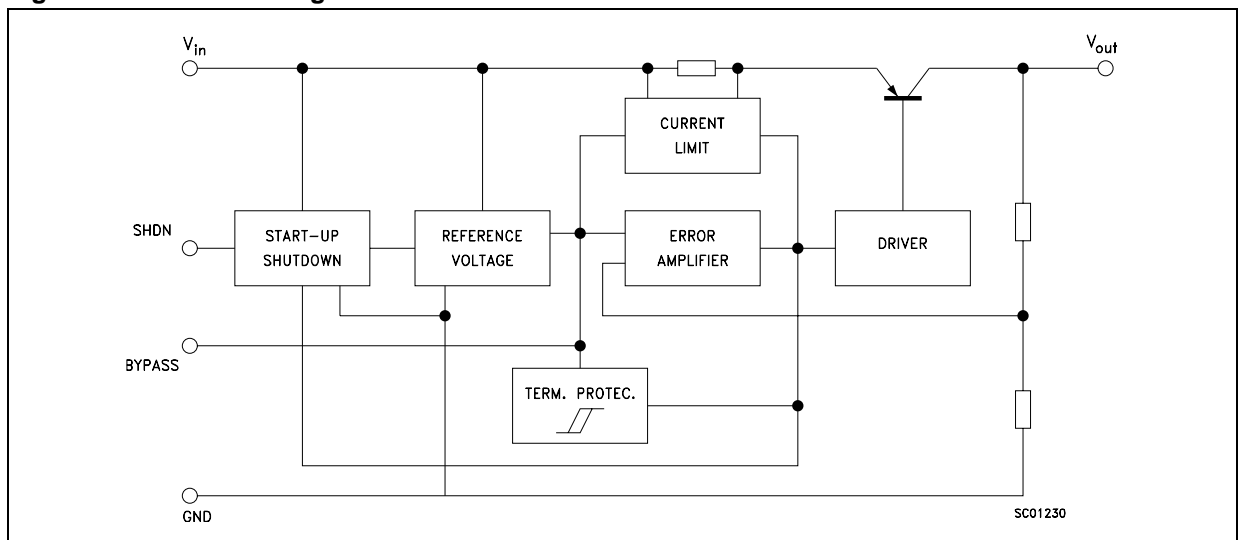 V_in
V_out
CURRENT
LIMIT
SHDN
START-UP
SHUTDOWN
REFERENCE
VOLTAGE
ERROR
AMPLIFIER
DRIVER
BYPASS
TERM. PROTEC.
GND
SC01230